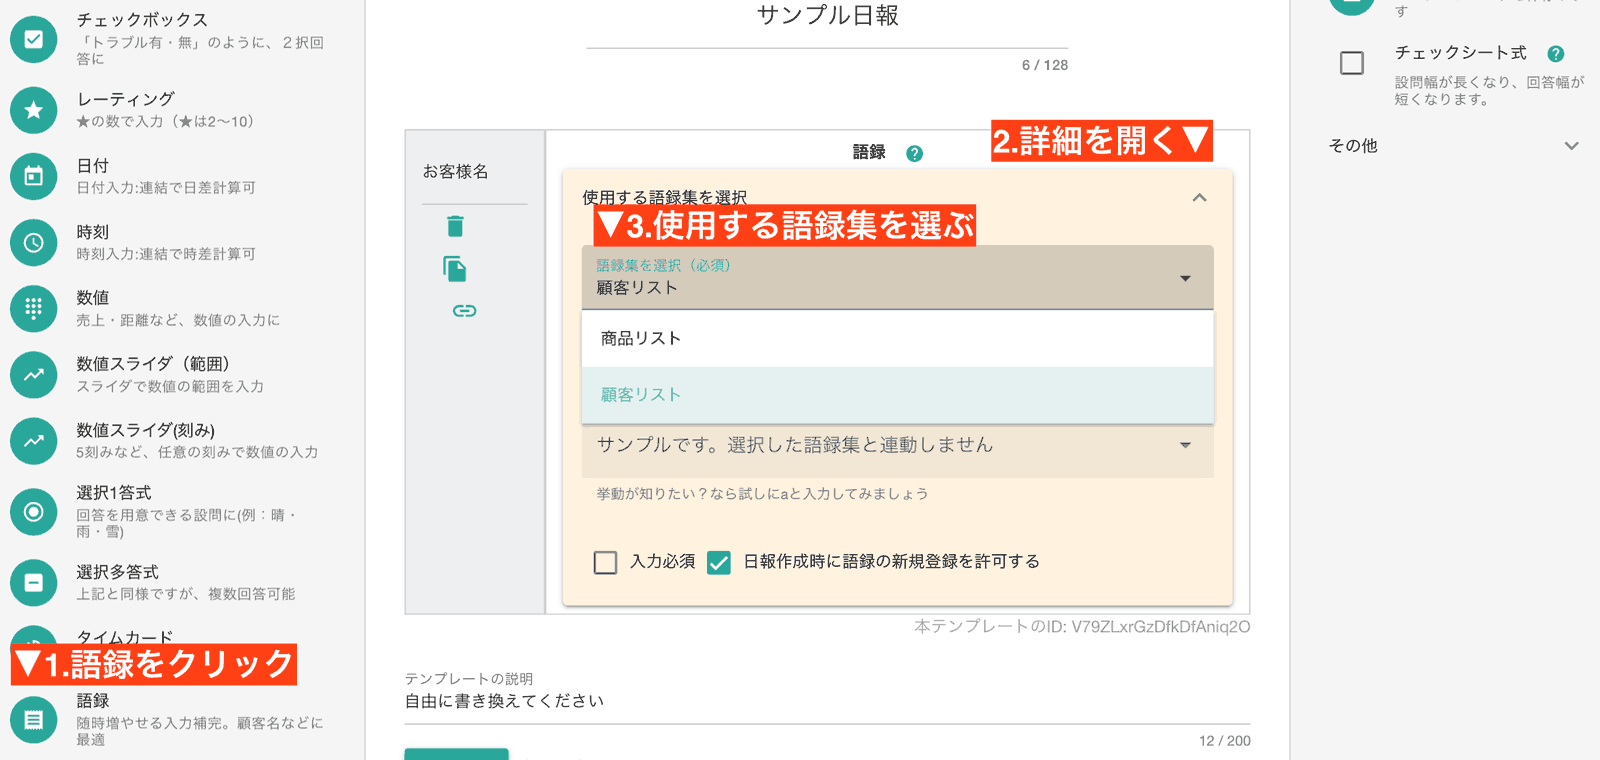 チェックボックス
「トラブル有・無」のように、２択回
答に
レーティング
★の数で入力（★は2〜10）
日付
日付入力:連結で日差計算可
時刻
時刻入力:連結で時差計算可
数値
売上・距離など、数値の入力に
数値スライダ（範囲）
スライダで数値の範囲を入力
数値スライダ(刻み)
5刻みなど、任意の刻みで数値の入力
選択1答式
回答を用意できる設問に(例：晴・
雨・雪)
選択多答式
上記と同様ですが、複数回答可能
タイムカード
▼1.語録をクリック
語録
随時増やせる入力補完。顧客名などに
最適
サンプル日報
6 / 128
お客様名
語録
2.詳細を開く▼
使用する語録集を選択
▼3.使用する語録集を選ぶ
語録集を選択（必須）
顧客リスト
商品リスト
顧客リスト
サンプルです。選択した語録集と連動しません
挙動が知りたい？なら試しにaと入力してみましょう
入力必須
日報作成時に語録の新規登録を許可する
本テンプレートのID: V79ZLxrGzDfkDfAniq2O
テンプレートの説明
自由に書き換えてください
12 / 200
す
チェックシート式
設問幅が長くなり、回答幅が
短くなります。
その他